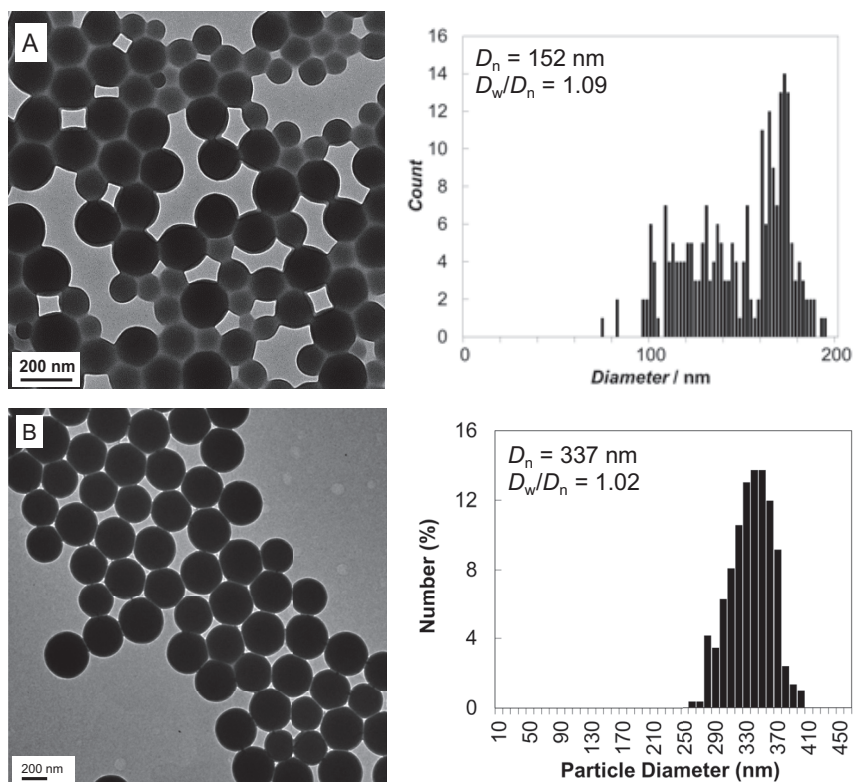 A
200 nm
Dn = 152 nm
Dw/Dn = 1.09
16
14
12
10
8
6
4
2
0
Count
0 100 200
Diameter / nm
B
200 nm
Dn = 337 nm
Dw/Dn = 1.02
16
12
8
4
0
Number (%)
10 50 90 130 170 210 250 290 330 370 410 450
Particle Diameter (nm)